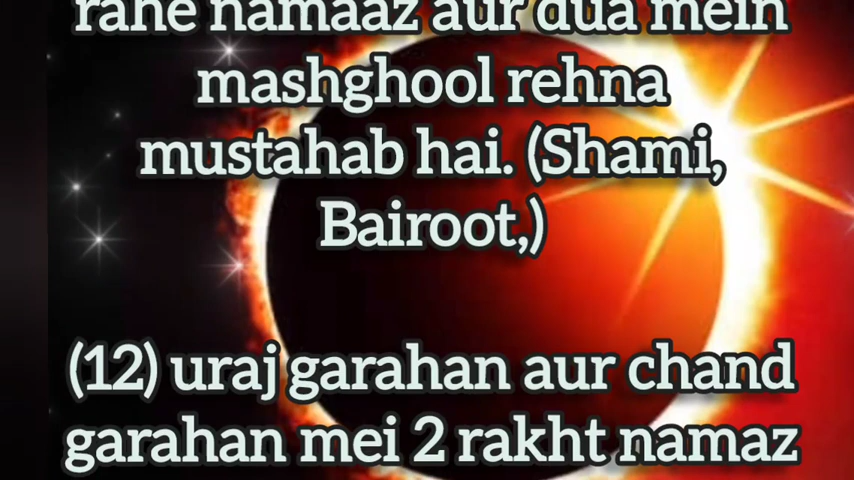 rahe namaaz aur dua mein
mashghool rehna
mustahab hai. (Shami,
Bairoot,)
(12) uraj garahan aur chand
garahan mei 2 rakht namaz